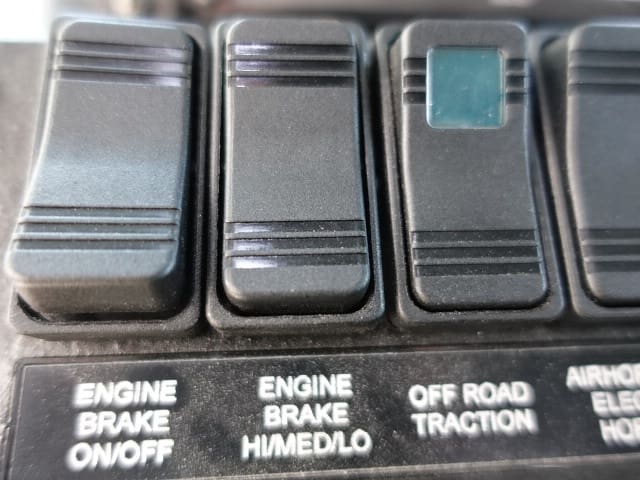 ENGINE
BRAKE
ON/OFF
ENGINE
BRAKE
HI/MED/LO
OFF ROAD
TRACTION